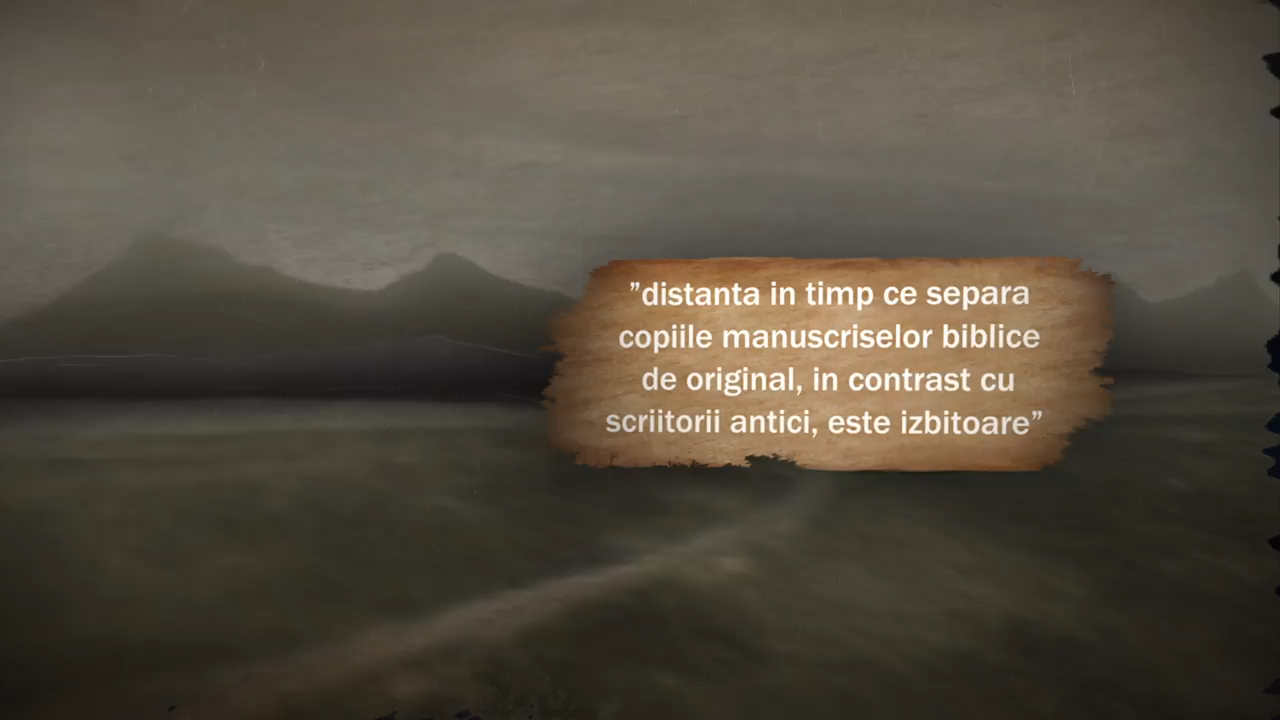 ”distanta in timp ce separa
copiile manuscriselor biblice
de original, in contrast cu
scriitorii antici, este izbitoare”